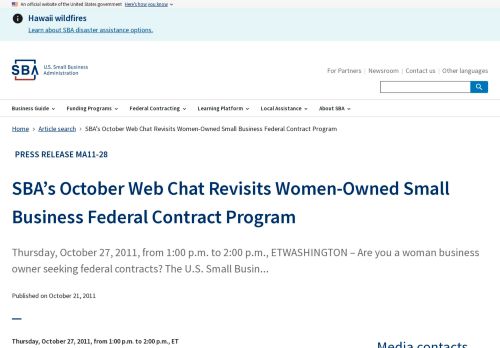 An official website of the United States government Here's how you know
Hawaii wildfires
Learn about SBA disaster assistance options.
SBA U.S. Small Business Administration
For Partners Newsroom Contact us Other languages
Business Guide Funding Programs Federal Contracting Learning Platform Local Assistance About SBA
Home Article search SBA's October Web Chat Revisits Women-Owned Small Business Federal Contract Program
PRESS RELEASE MA11-28
SBA's October Web Chat Revisits Women-Owned Small
Business Federal Contract Program
Thursday, October 27, 2011, from 1:00 p.m. to 2:00 p.m., ETWASHINGTON – Are you a woman business
owner seeking federal contracts? The U.S. Small Busin...
Published on October 21, 2011
Thursday, October 27, 2011, from 1:00 p.m. to 2:00 p.m., ET
Media contacts